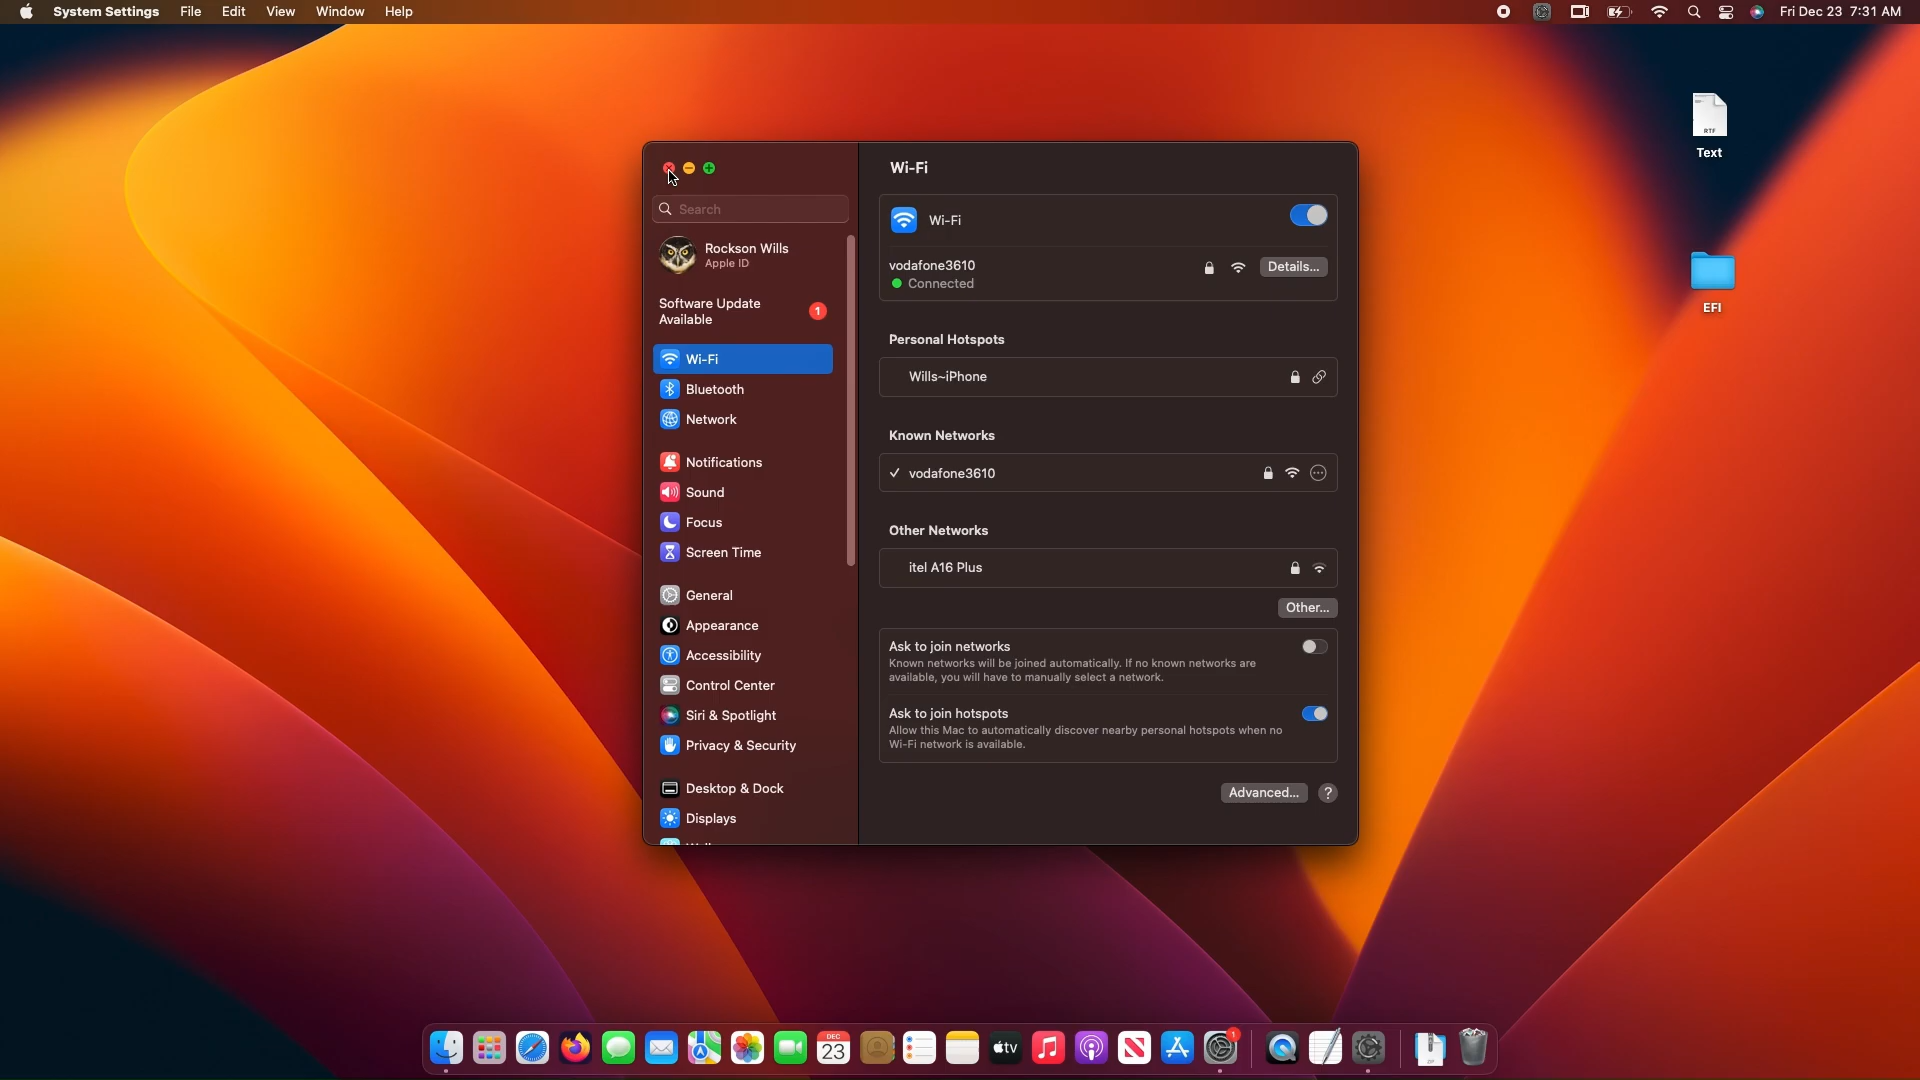 System Settings File Edit View Window Help
Fri Dec 23 7:31 AM
RTF
Text
EFI
Search
Rockson Wills
Apple ID
Software Update
Available
1
Wi-Fi
Bluetooth
Network
Notifications
Sound
Focus
Screen Time
General
Appearance
Accessibility
Control Center
Siri & Spotlight
Privacy & Security
Desktop & Dock
Displays
Wi-Fi
Wi-Fi
vodafone3610
Connected
Details...
Personal Hotspots
Wills~iPhone
Known Networks
✓ vodafone3610
Other Networks
itel A16 Plus
Other...
Ask to join networks
Known networks will be joined automatically. If no known networks are
available, you will have to manually select a network.
Ask to join hotspots
Allow this Mac to automatically discover nearby personal hotspots when no
Wi-Fi network is available.
Advanced... ?
DEC
23
tv
1